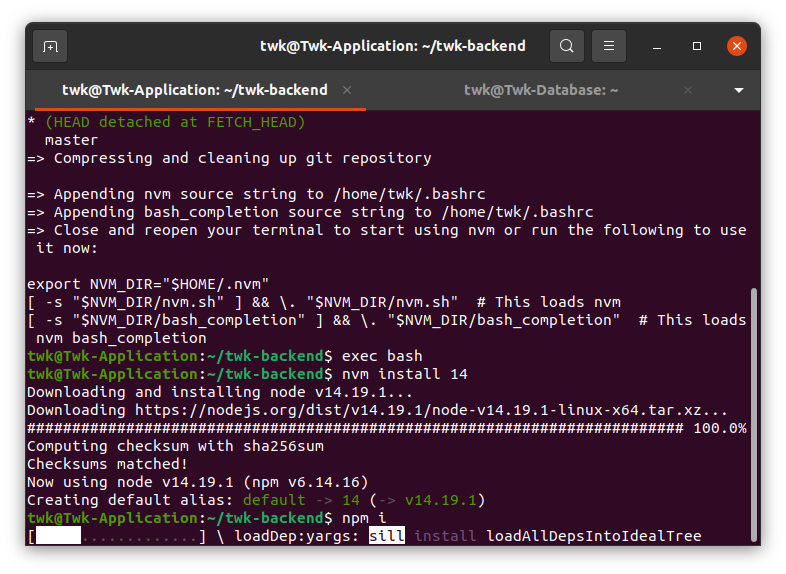 twk@Twk-Application: ~/twk-backend
twk@Twk-Application: ~/twk-backend
twk@Twk-Database: ~
* (HEAD detached at FETCH_HEAD)
  master
=> Compressing and cleaning up git repository
=> Appending nvm source string to /home/twk/.bashrc
=> Appending bash_completion source string to /home/twk/.bashrc
=> Close and reopen your terminal to start using nvm or run the following to use
 it now:
export NVM_DIR="$HOME/.nvm"
[ -s "$NVM_DIR/nvm.sh" ] && \. "$NVM_DIR/nvm.sh"  # This loads nvm
[ -s "$NVM_DIR/bash_completion" ] && \. "$NVM_DIR/bash_completion"  # This loads
 nvm bash_completion
twk@Twk-Application:~/twk-backend$ exec bash
twk@Twk-Application:~/twk-backend$ nvm install 14
Downloading and installing node v14.19.1...
Downloading https://nodejs.org/dist/v14.19.1/node-v14.19.1-linux-x64.tar.xz...
######################################################################### 100.0%
Computing checksum with sha256sum
Checksums matched!
Now using node v14.19.1 (npm v6.14.16)
Creating default alias: default -> 14 (-> v14.19.1)
twk@Twk-Application:~/twk-backend$ npm i
[     .............] \ loadDep:yargs: sill install loadAllDepsIntoIdealTree